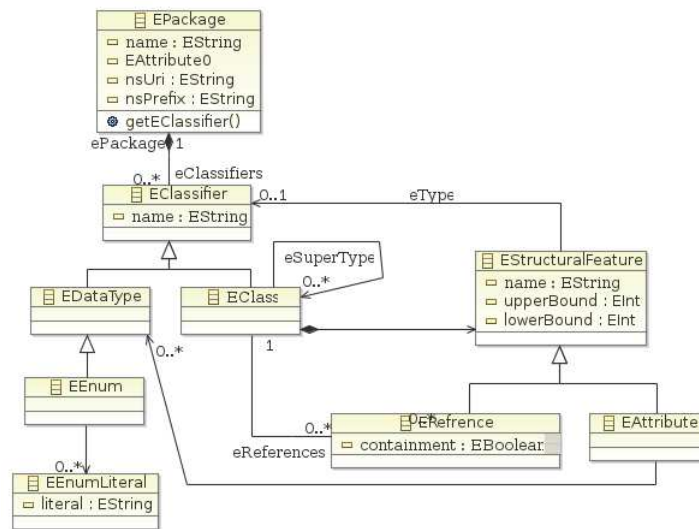 EPackage
name : EString
EAttribute0
nsUri : EString
nsPrefix : EString
getEClassifier()
ePackage 1
0..* eClassifiers
EClassifier
name : EString
0..1
eType
eSuperType
0..*
EStructuralFeature
name : EString
upperBound : EInt
lowerBound : EInt
EDataType
EClass
0..*
1
EEnum
0..*
0..*
ERefrence
containment : EBoolean
eReferences
EAttribute
0..*
EEnumLiteral
literal : EString